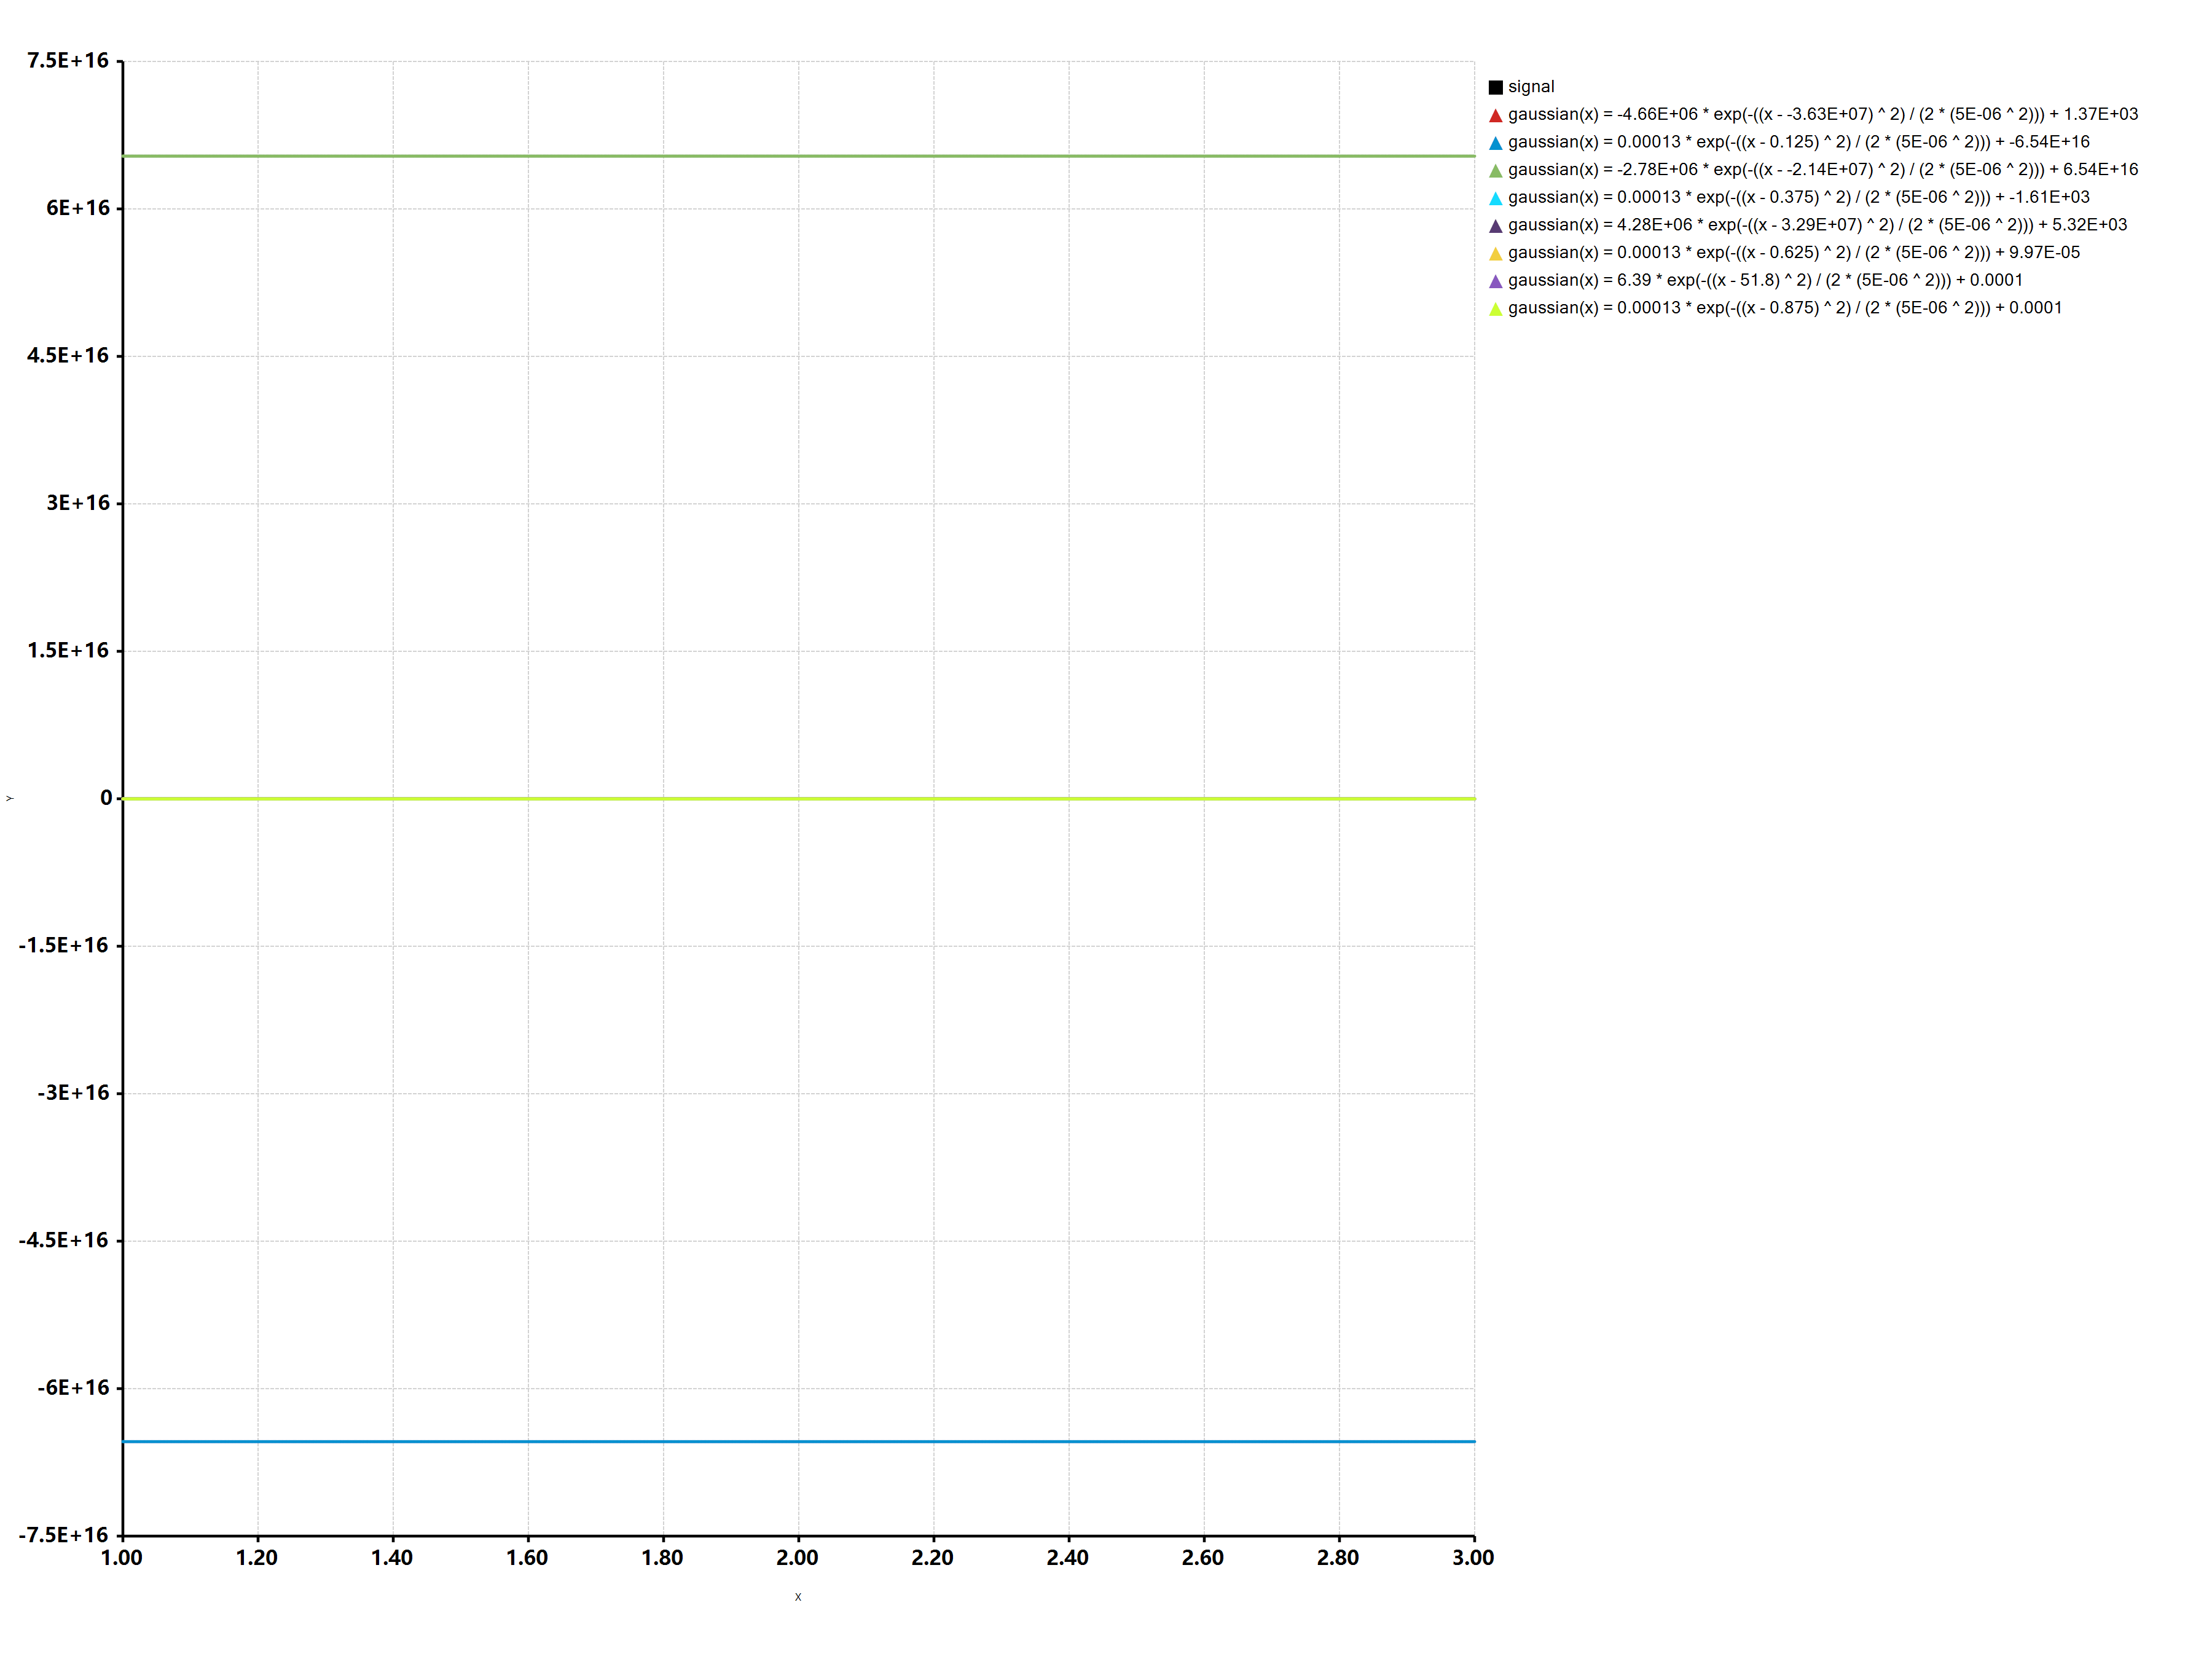 7.5E+16
6E+16
4.5E+16
3E+16
1.5E+16
0
-1.5E+16
-3E+16
-4.5E+16
-6E+16
-7.5E+16
Y
1.00 1.20 1.40 1.60 1.80 2.00 2.20 2.40 2.60 2.80 3.00
X
signal
gaussian(x) = -4.66E+06 * exp(-((x - -3.63E+07) ^ 2) / (2 * (5E-06 ^ 2))) + 1.37E+03
gaussian(x) = 0.00013 * exp(-((x - 0.125) ^ 2) / (2 * (5E-06 ^ 2))) + -6.54E+16
gaussian(x) = -2.78E+06 * exp(-((x - -2.14E+07) ^ 2) / (2 * (5E-06 ^ 2))) + 6.54E+16
gaussian(x) = 0.00013 * exp(-((x - 0.375) ^ 2) / (2 * (5E-06 ^ 2))) + -1.61E+03
gaussian(x) = 4.28E+06 * exp(-((x - 3.29E+07) ^ 2) / (2 * (5E-06 ^ 2))) + 5.32E+03
gaussian(x) = 0.00013 * exp(-((x - 0.625) ^ 2) / (2 * (5E-06 ^ 2))) + 9.97E-05
gaussian(x) = 6.39 * exp(-((x - 51.8) ^ 2) / (2 * (5E-06 ^ 2))) + 0.0001
gaussian(x) = 0.00013 * exp(-((x - 0.875) ^ 2) / (2 * (5E-06 ^ 2))) + 0.0001